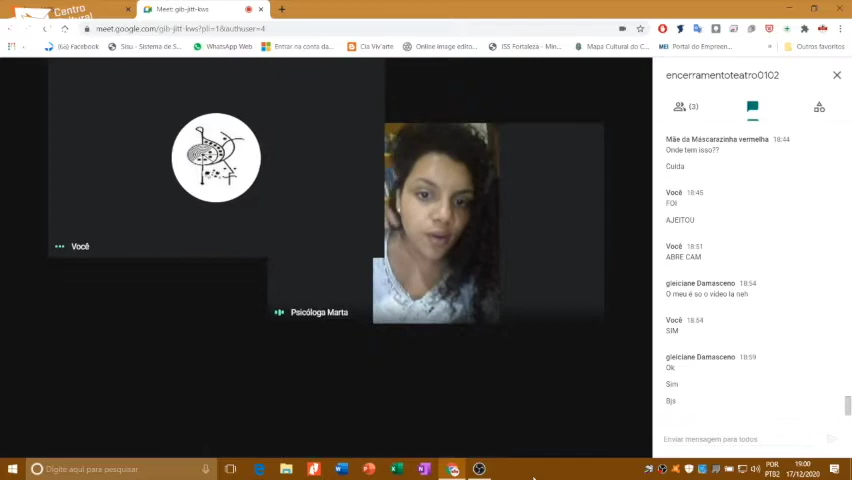 Centro
Cultural
Meet: gib-jitt-kws
meet.google.com/gib-jitt-kws?pli=1&authuser=4
(6a) Facebook
Sisu - Sistema de S...
WhatsApp Web
Entrar na conta da...
Cia Viv'arte
Online image edito...
ISS Fortaleza - Min...
Mapa Cultural do C...
MEI Portal do Empreen...
Outros favoritos
encerramentoteatro0102
(3)
Mãe da Máscarazinha vermelha 18:44
Onde tem isso??
Cuida
Você 18:45
FOI
AJEITOU
Você 18:51
ABRE CAM
gleiciane Damasceno 18:54
O meu é so o video la neh
Você 18:54
SIM
gleiciane Damasceno 18:59
Ok
Sim
Bjs
Enviar mensagem para todos
Você
Psicóloga Marta
Digite aqui para pesquisar
POR
PTB2
19:00
17/12/2020